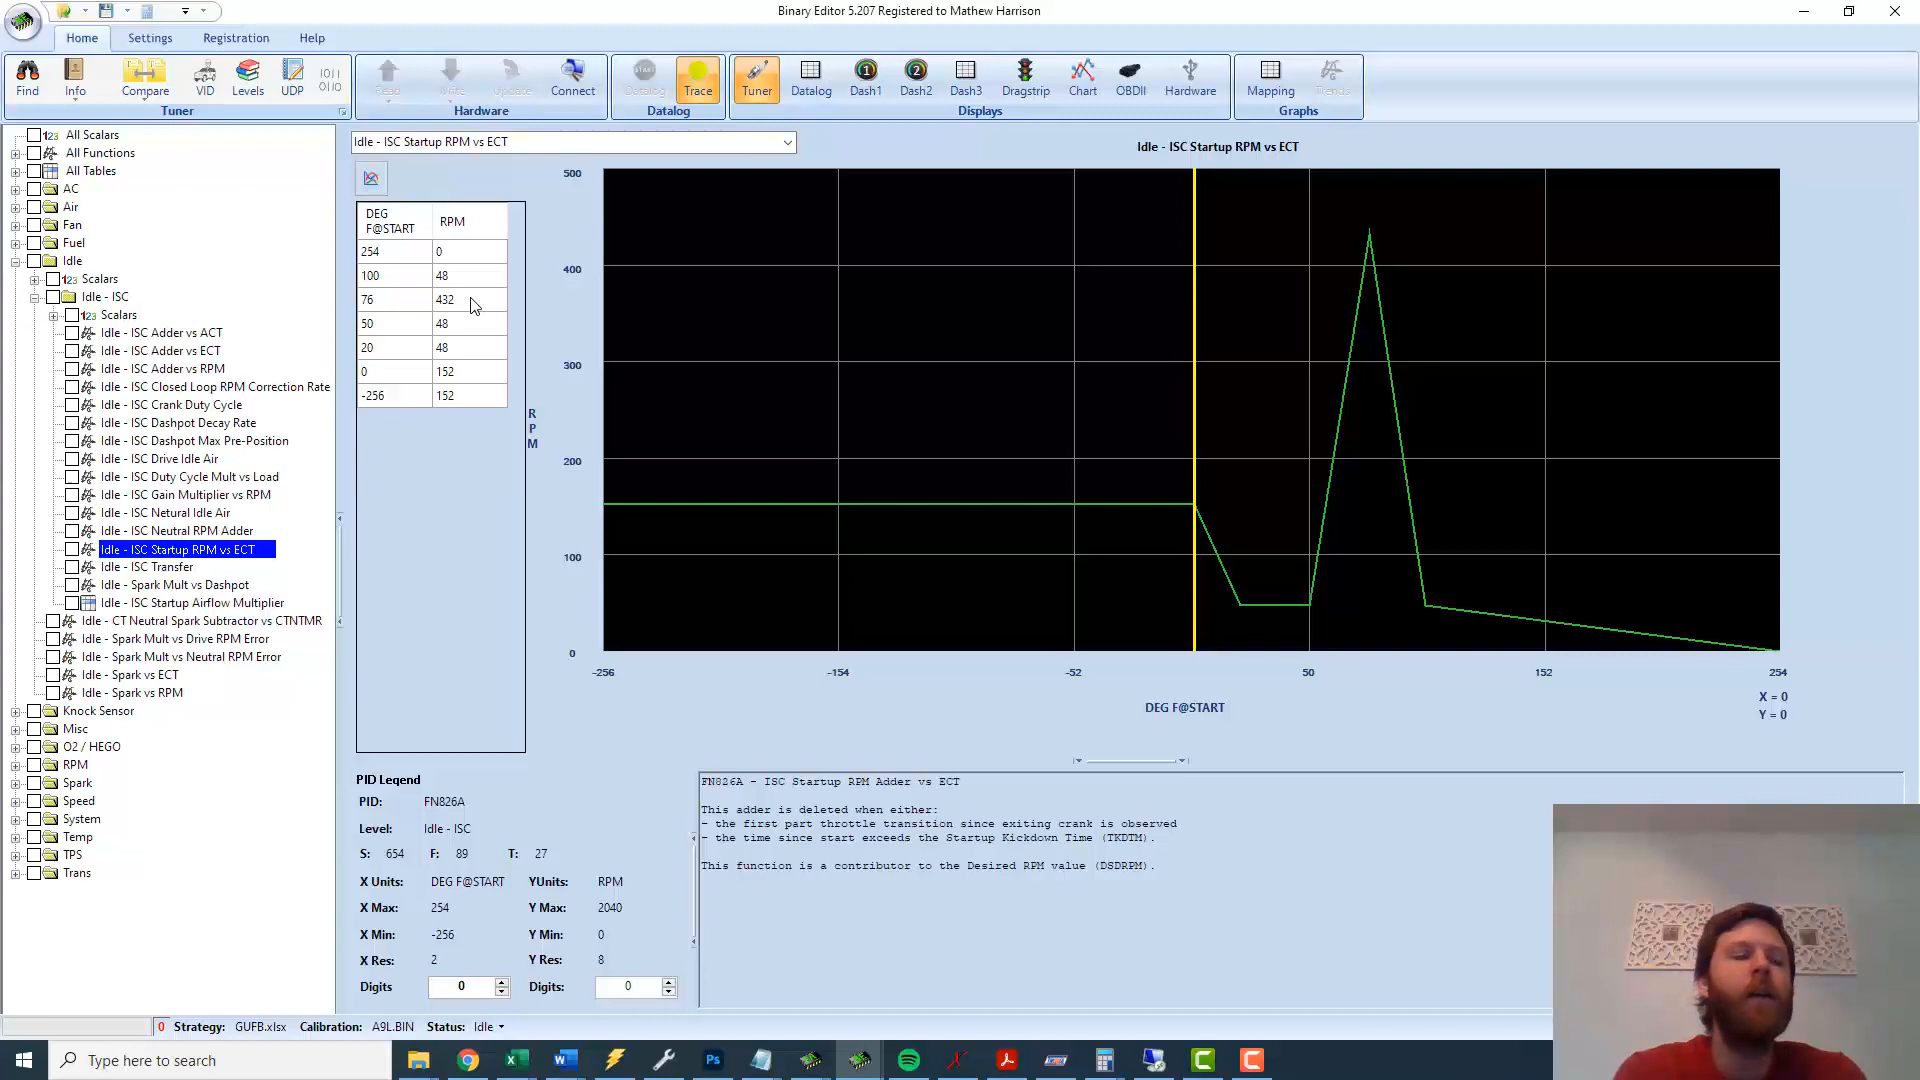 Binary Editor 5.207 Registered to Mathew Harrison
Home
Settings
Registration
Help
Find
Info
Compare
VID
Levels
UDP
1011
0110
Read
Write
Update
Connect
Datalog
Trace
Tuner
Datalog
Dash1
Dash2
Dash3
Dragstrip
Chart
OBDII
Hardware
Mapping
Trends
Tuner
Hardware
Datalog
Displays
Graphs
123 All Scalars
All Functions
All Tables
AC
Air
Fan
Fuel
Idle
123 Scalars
Idle - ISC
123 Scalars
Idle - ISC Adder vs ACT
Idle - ISC Adder vs ECT
Idle - ISC Adder vs RPM
Idle - ISC Closed Loop RPM Correction Rate
Idle - ISC Crank Duty Cycle
Idle - ISC Dashpot Decay Rate
Idle - ISC Dashpot Max Pre-Position
Idle - ISC Drive Idle Air
Idle - ISC Duty Cycle Mult vs Load
Idle - ISC Gain Multiplier vs RPM
Idle - ISC Netural Idle Air
Idle - ISC Neutral RPM Adder
Idle - ISC Startup RPM vs ECT
Idle - ISC Transfer
Idle - Spark Mult vs Dashpot
Idle - ISC Startup Airflow Multiplier
Idle - CT Neutral Spark Subtractor vs CTNTMR
Idle - Spark Mult vs Drive RPM Error
Idle - Spark Mult vs Neutral RPM Error
Idle - Spark vs ECT
Idle - Spark vs RPM
Knock Sensor
Misc
O2 / HEGO
RPM
Spark
Speed
System
Temp
TPS
Trans
Idle - ISC Startup RPM vs ECT
DEG F@START RPM
254 0
100 48
76 432
50 48
20 48
0 152
-256 152
Idle - ISC Startup RPM vs ECT
500
400
300
200
100
0
RPM
-256 -154 -52 50 152 254
DEG F@START
X = 0
Y = 0
PID Legend
PID: FN826A
Level: Idle - ISC
S: 654 F: 89 T: 27
X Units: DEG F@START YUnits: RPM
X Max: 254 Y Max: 2040
X Min: -256 Y Min: 0
X Res: 2 Y Res: 8
Digits 0 Digits: 0
FN826A - ISC Startup RPM Adder vs ECT
This adder is deleted when either:
- the first part throttle transition since exiting crank is observed
- the time since start exceeds the Startup Kickdown Time (TKDTM).
This function is a contributor to the Desired RPM value (DSDRPM).
0 Strategy: GUFB.xlsx Calibration: A9L.BIN Status: Idle
Type here to search